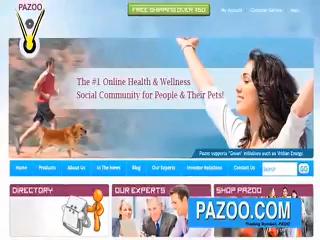 PAZOO
FREE SHIPPING OVER $50
My Account
Customer Service
Help
The #1 Online Health & Wellness
Social Community for People & Their Pets!
Pazoo supports "Green" Initiatives such as Viridian Energy
Home
Products
About Us
In The News
Blog
Our Experts
Investor Relations
Contact Us
GO
DIRECTORY
OUR EXPERTS
SHOP PAZOO
PAZOO.COM